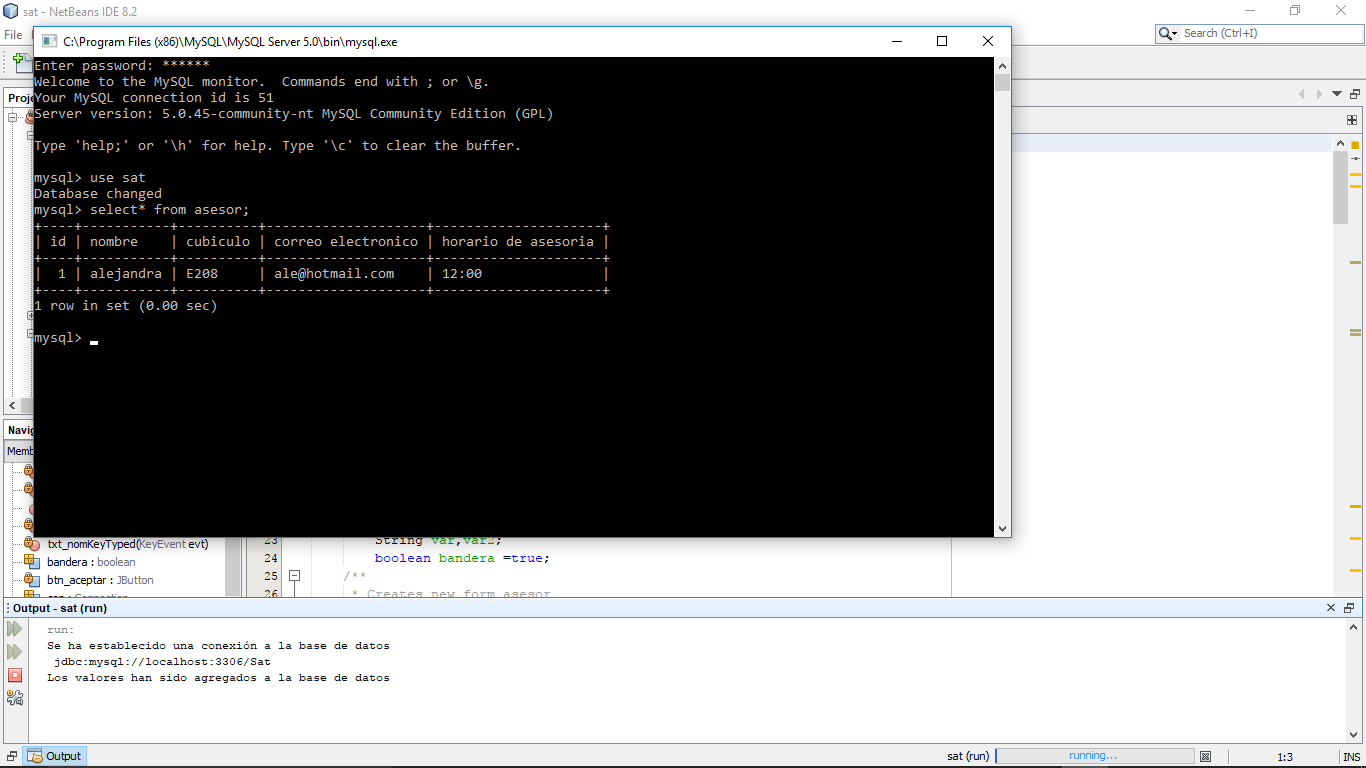 sat - NetBeans IDE 8.2
File
Search (Ctrl+I)
C:\Program Files (x86)\MySQL\MySQL Server 5.0\bin\mysql.exe
Enter password: ******
Welcome to the MySQL monitor.  Commands end with ; or \g.
Your MySQL connection id is 51
Server version: 5.0.45-community-nt MySQL Community Edition (GPL)
Type 'help;' or '\h' for help. Type '\c' to clear the buffer.
mysql> use sat
Database changed
mysql> select* from asesor;
+----+-----------+----------+--------------------+---------------------+
| id | nombre    | cubiculo | correo electronico | horario de asesoria |
+----+-----------+----------+--------------------+---------------------+
|  1 | alejandra | E208     | ale@hotmail.com    | 12:00               |
+----+-----------+----------+--------------------+---------------------+
1 row in set (0.00 sec)
mysql>
txt_nomKeyTyped(KeyEvent evt)
bandera : boolean
btn_aceptar : JButton
con : Connection
23 String var,var2;
24 boolean bandera =true;
25 /**
26 * Creates new form asesor
Output - sat (run)
run:
Se ha establecido una conexión a la base de datos
jdbc:mysql://localhost:3306/Sat
Los valores han sido agregados a la base de datos
Output
sat (run)
running...
1:3
INS